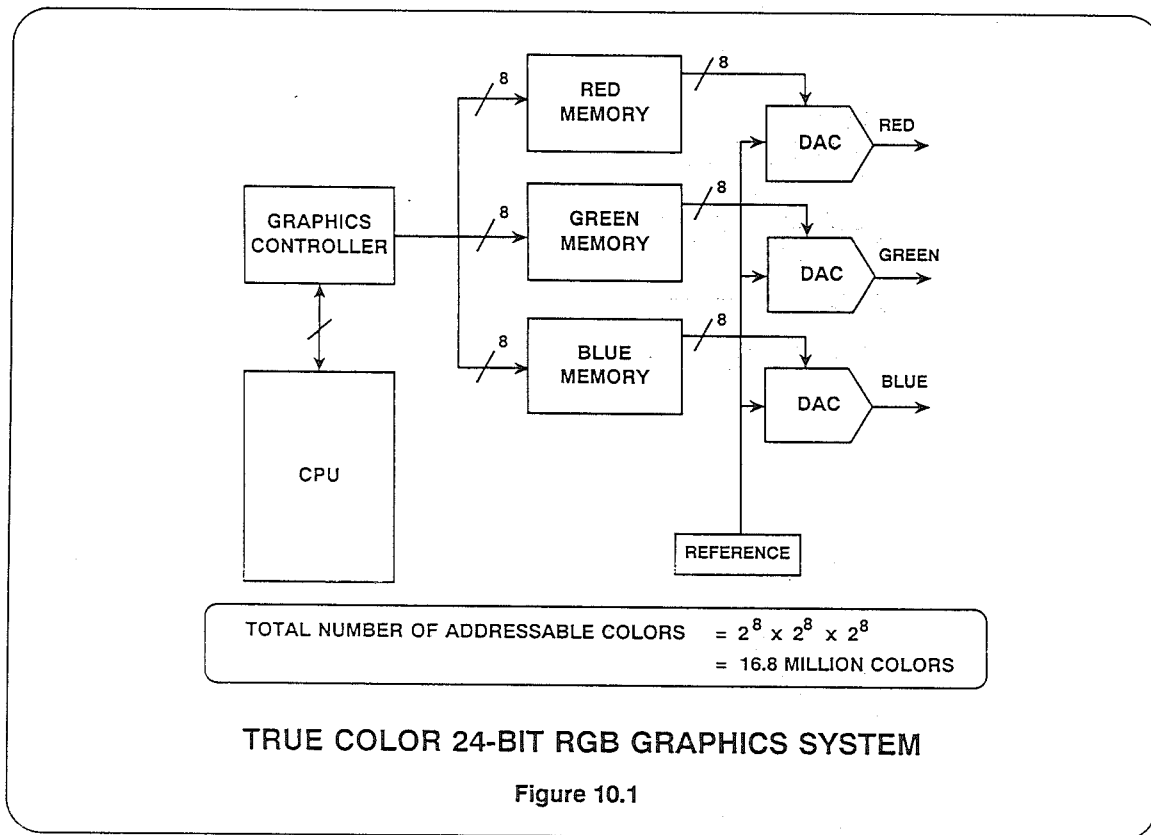 8
8
RED
MEMORY
RED
DAC
8
8
GRAPHICS
CONTROLLER
GREEN
MEMORY
GREEN
DAC
8
8
BLUE
MEMORY
BLUE
DAC
CPU
REFERENCE
TOTAL NUMBER OF ADDRESSABLE COLORS = 2⁸ x 2⁸ x 2⁸
= 16.8 MILLION COLORS
TRUE COLOR 24-BIT RGB GRAPHICS SYSTEM
Figure 10.1